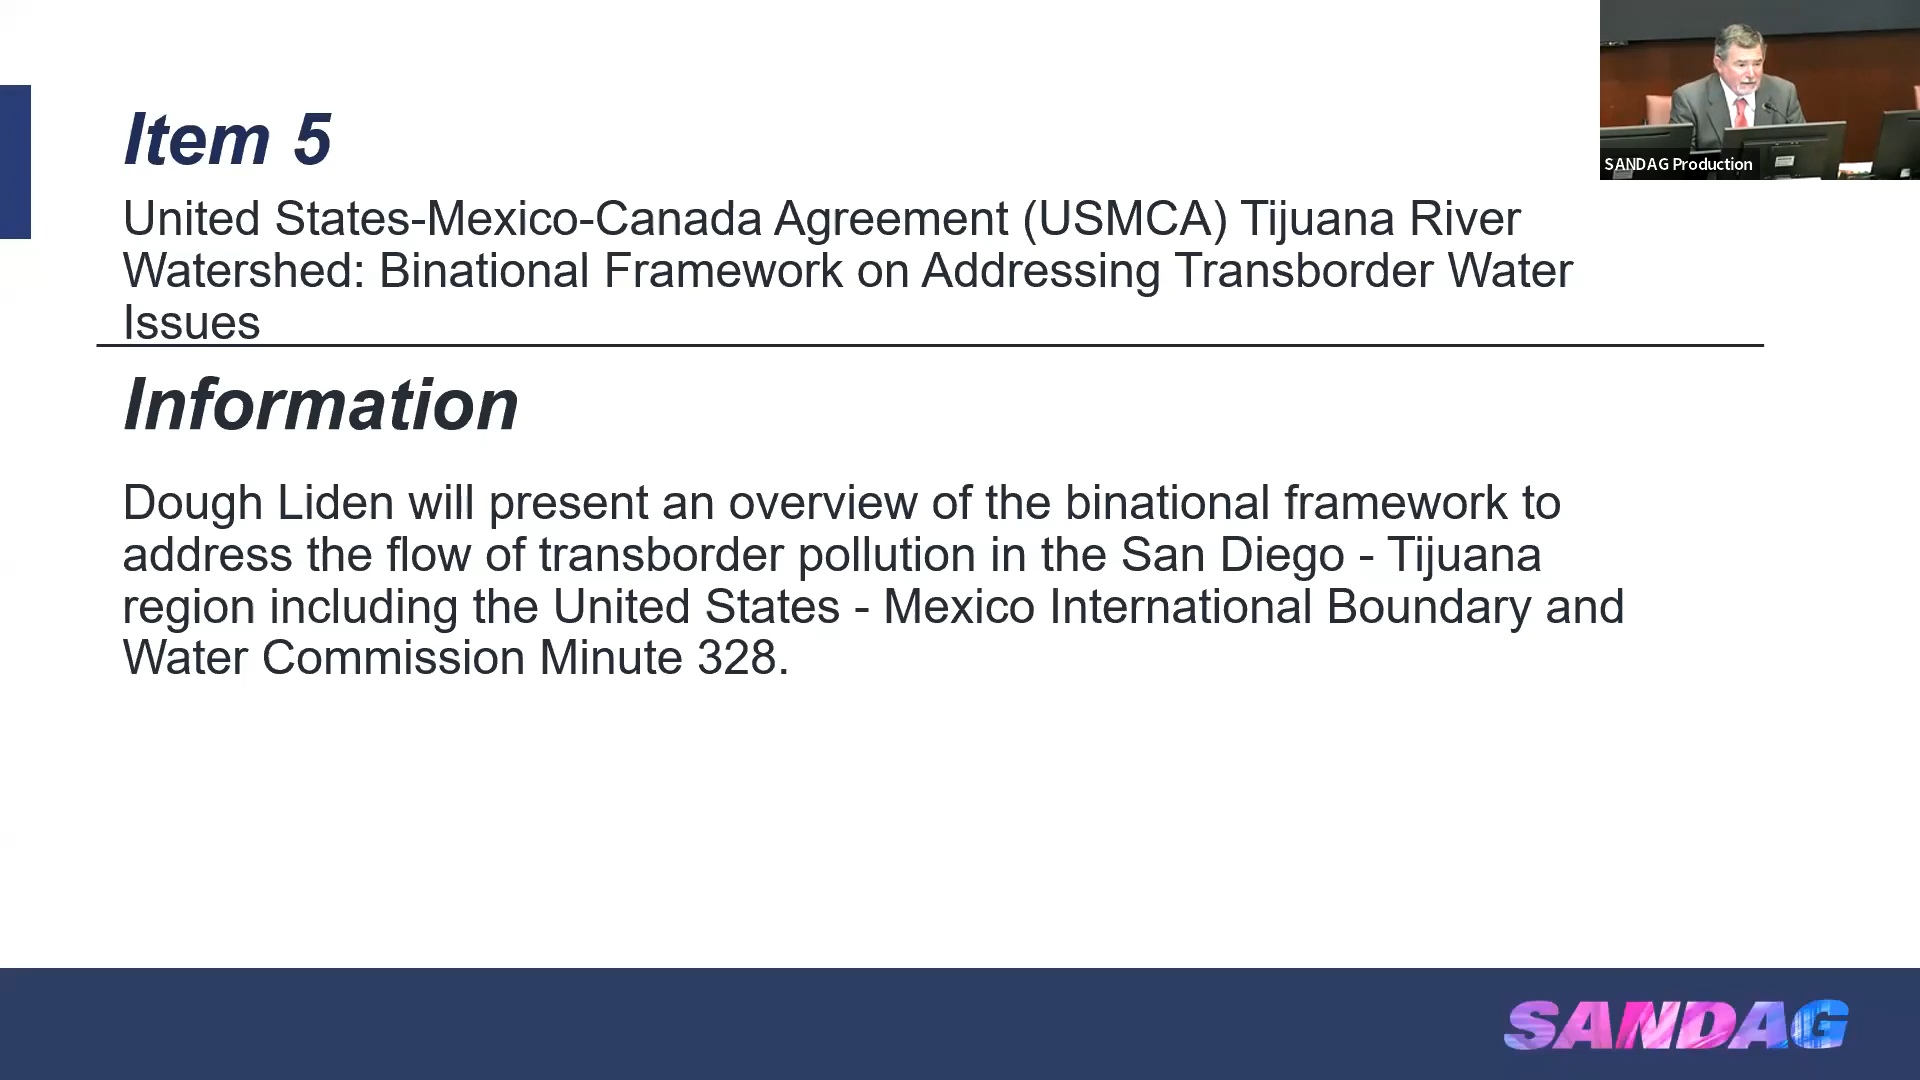 Item 5
United States-Mexico-Canada Agreement (USMCA) Tijuana River
Watershed: Binational Framework on Addressing Transborder Water
Issues
Information
Dough Liden will present an overview of the binational framework to
address the flow of transborder pollution in the San Diego - Tijuana
region including the United States - Mexico International Boundary and
Water Commission Minute 328.
SANDAG Production
SANDAG